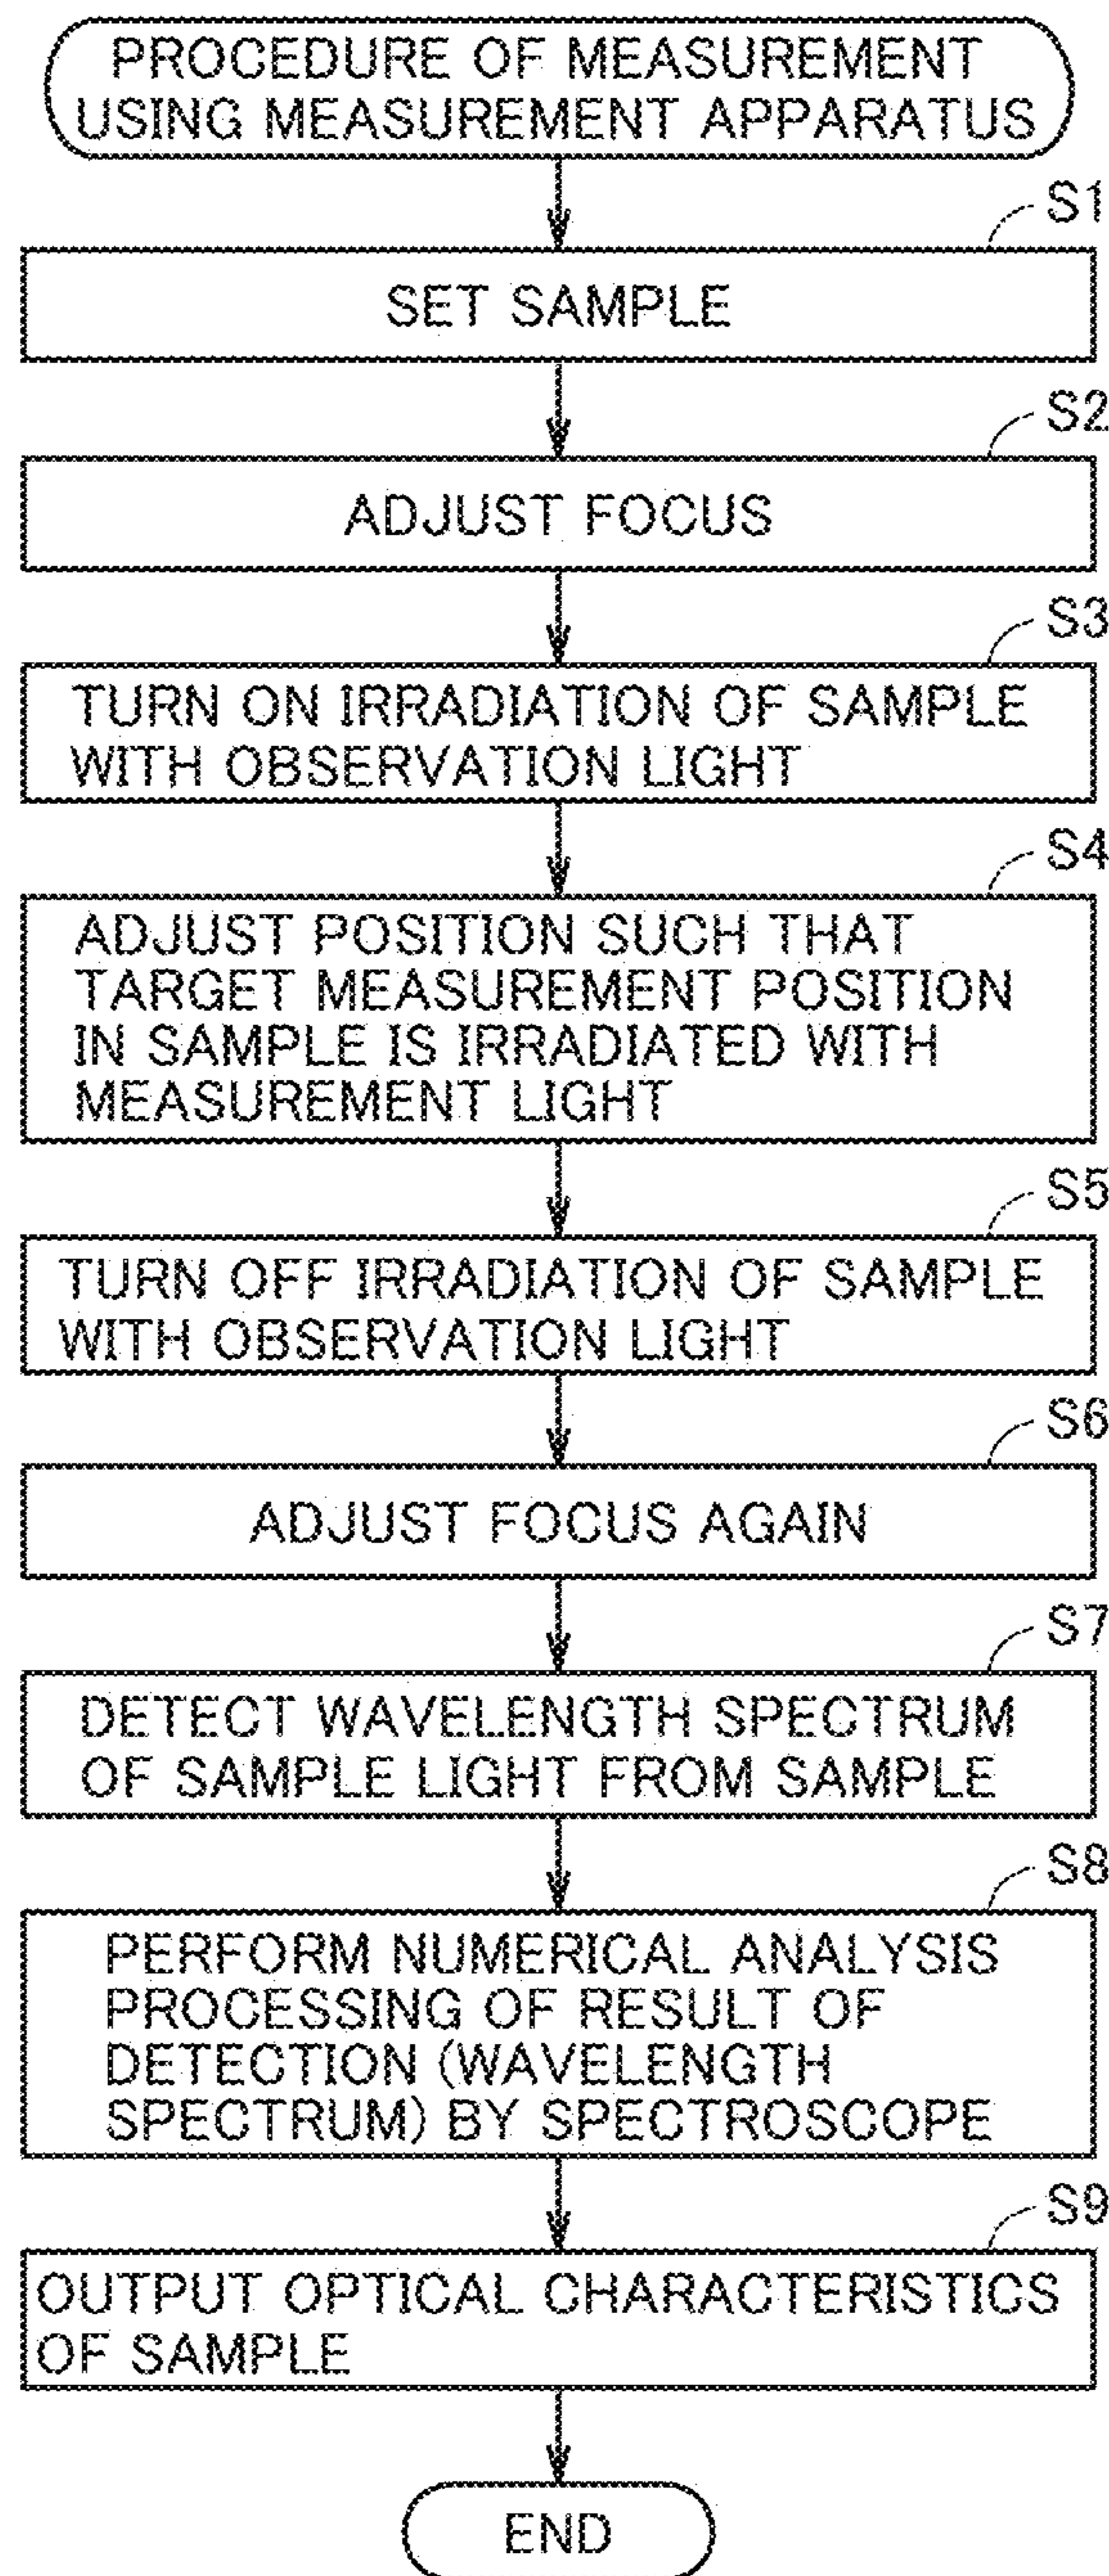 PROCEDURE OF MEASUREMENT
USING MEASUREMENT APPARATUS
S1
SET SAMPLE
S2
ADJUST FOCUS
S3
TURN ON IRRADIATION OF SAMPLE
WITH OBSERVATION LIGHT
S4
ADJUST POSITION SUCH THAT
TARGET MEASUREMENT POSITION
IN SAMPLE IS IRRADIATED WITH
MEASUREMENT LIGHT
S5
TURN OFF IRRADIATION OF SAMPLE
WITH OBSERVATION LIGHT
S6
ADJUST FOCUS AGAIN
S7
DETECT WAVELENGTH SPECTRUM
OF SAMPLE LIGHT FROM SAMPLE
S8
PERFORM NUMERICAL ANALYSIS
PROCESSING OF RESULT OF
DETECTION (WAVELENGTH
SPECTRUM) BY SPECTROSCOPE
S9
OUTPUT OPTICAL CHARACTERISTICS
OF SAMPLE
END